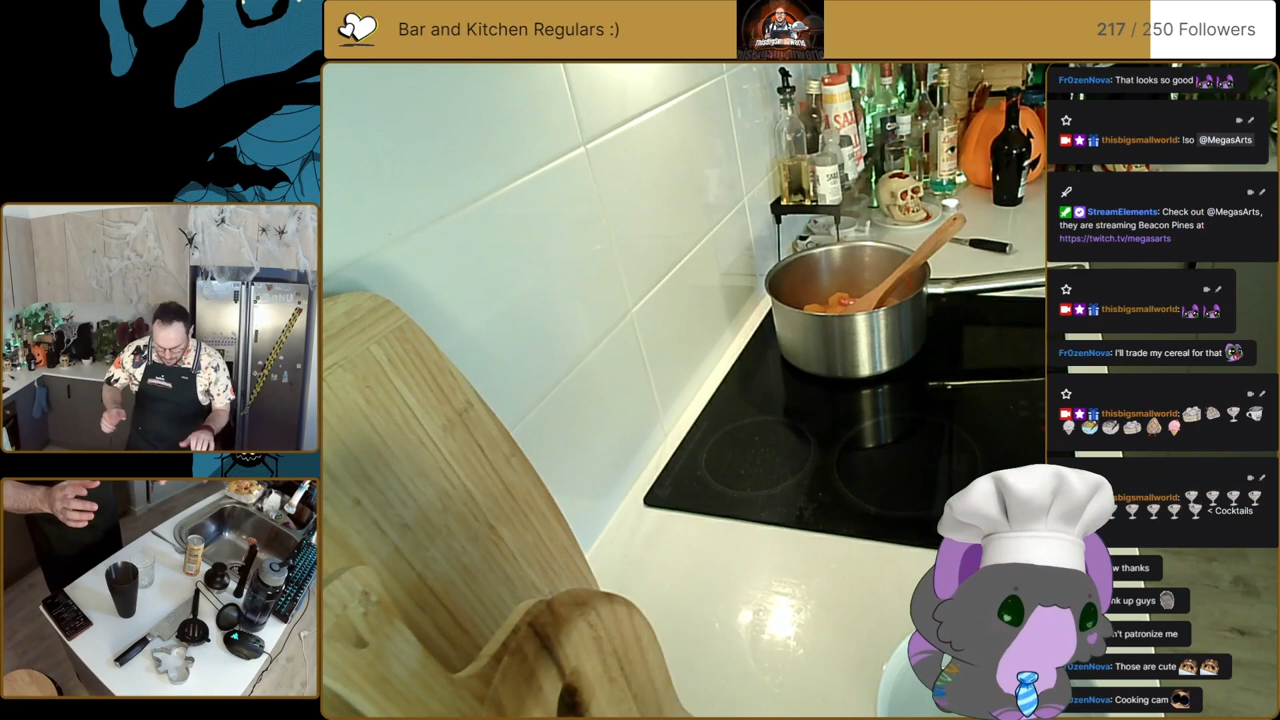 Bar and Kitchen Regulars :)
217 / 250 Followers
Fr0zenNova: That looks so good
thisbigsmallworld: !so @MegasArts
StreamElements: Check out @MegasArts,
they are streaming Beacon Pines at
https://twitch.tv/megasarts
thisbigsmallworld:
Fr0zenNova: I'll trade my cereal for that
thisbigsmallworld:
sbigsmallworld:
< Cocktails
w thanks
nk up guys
't patronize me
0zenNova: Those are cute
ozenNova: Cooking cam